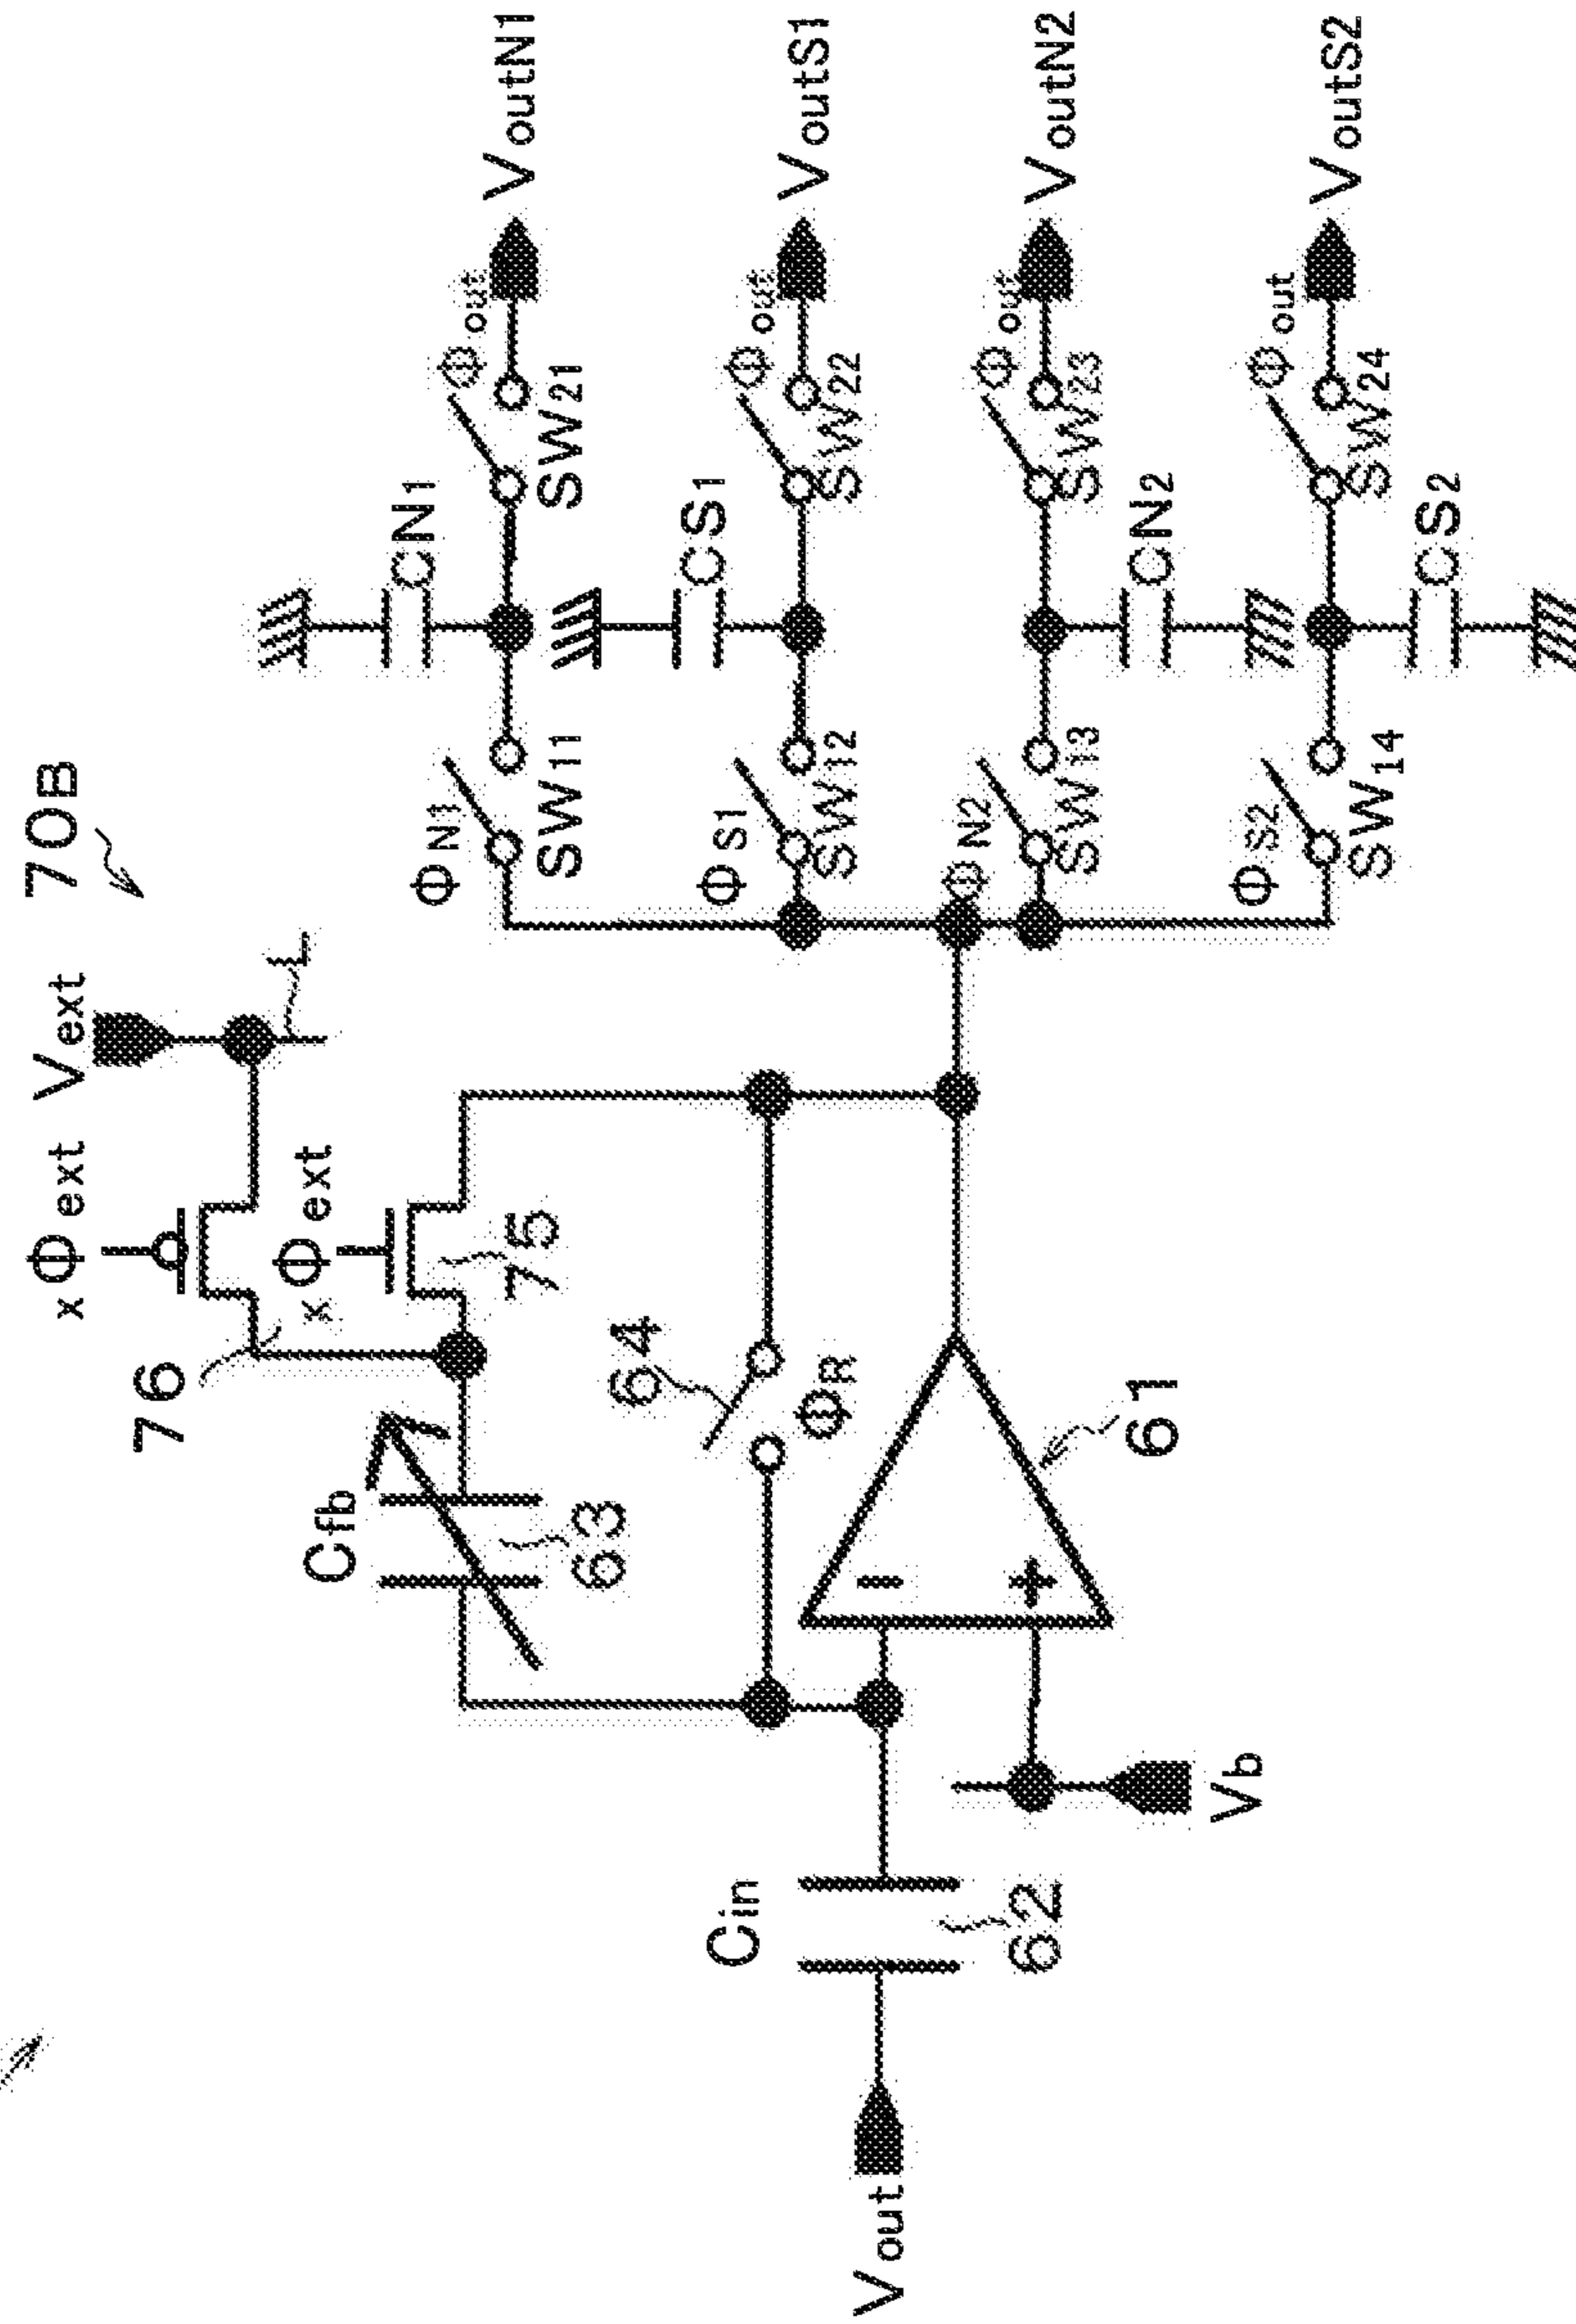 70B
xΦext
Vext
L
76
xΦext
75
Cfb
63
64
ΦR
61
Cin
62
Vout
Vb
ΦN1
SW11
CN1
Φout
SW21
VoutN1
ΦS1
SW12
CS1
Φout
SW22
VoutS1
ΦN2
SW13
CN2
Φout
SW23
VoutN2
ΦS2
SW14
CS2
Φout
SW24
VoutS2
−
+